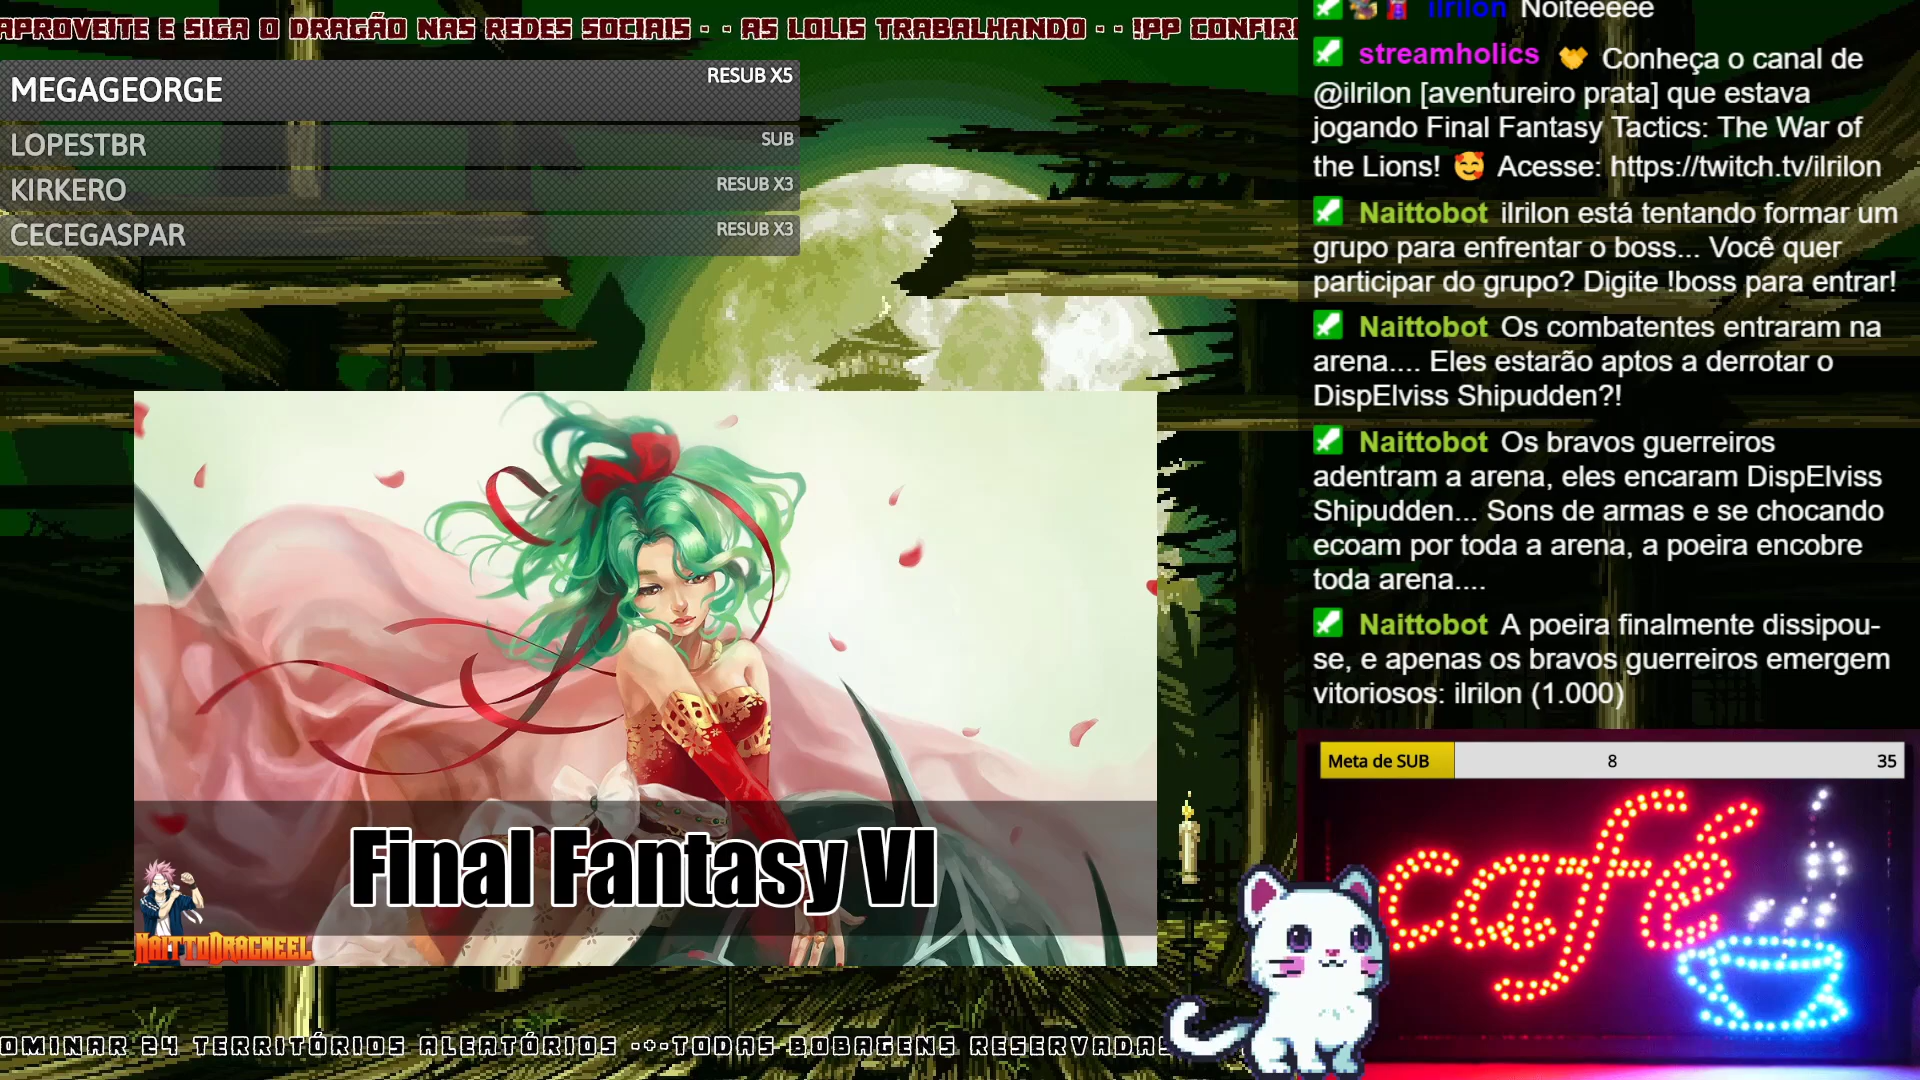 APROVEITE E SIGA O DRAGÃO NAS REDES SOCIAIS - - AS LOLIS TRABALHANDO - - !PP CONFIR
MEGAGEORGE RESUB X5
LOPESTBR SUB
KIRKERO RESUB X3
CECEGASPAR RESUB X3
ilrilon Noiteeeee
streamholics 🤝 Conheça o canal de
@ilrilon [aventureiro prata] que estava
jogando Final Fantasy Tactics: The War of
the Lions! 🥰 Acesse: https://twitch.tv/ilrilon
Naittobot ilrilon está tentando formar um
grupo para enfrentar o boss... Você quer
participar do grupo? Digite !boss para entrar!
Naittobot Os combatentes entraram na
arena.... Eles estarão aptos a derrotar o
DispElviss Shipudden?!
Naittobot Os bravos guerreiros
adentram a arena, eles encaram DispElviss
Shipudden... Sons de armas e se chocando
ecoam por toda a arena, a poeira encobre
toda arena....
Naittobot A poeira finalmente dissipou-
se, e apenas os bravos guerreiros emergem
vitoriosos: ilrilon (1.000)
Meta de SUB 8 35
café
Final Fantasy VI
NAITTODRAGNEEL
OMINAR 24 TERRITÓRIOS ALEATÓRIOS -+-TODAS BOBAGENS RESERVADAS